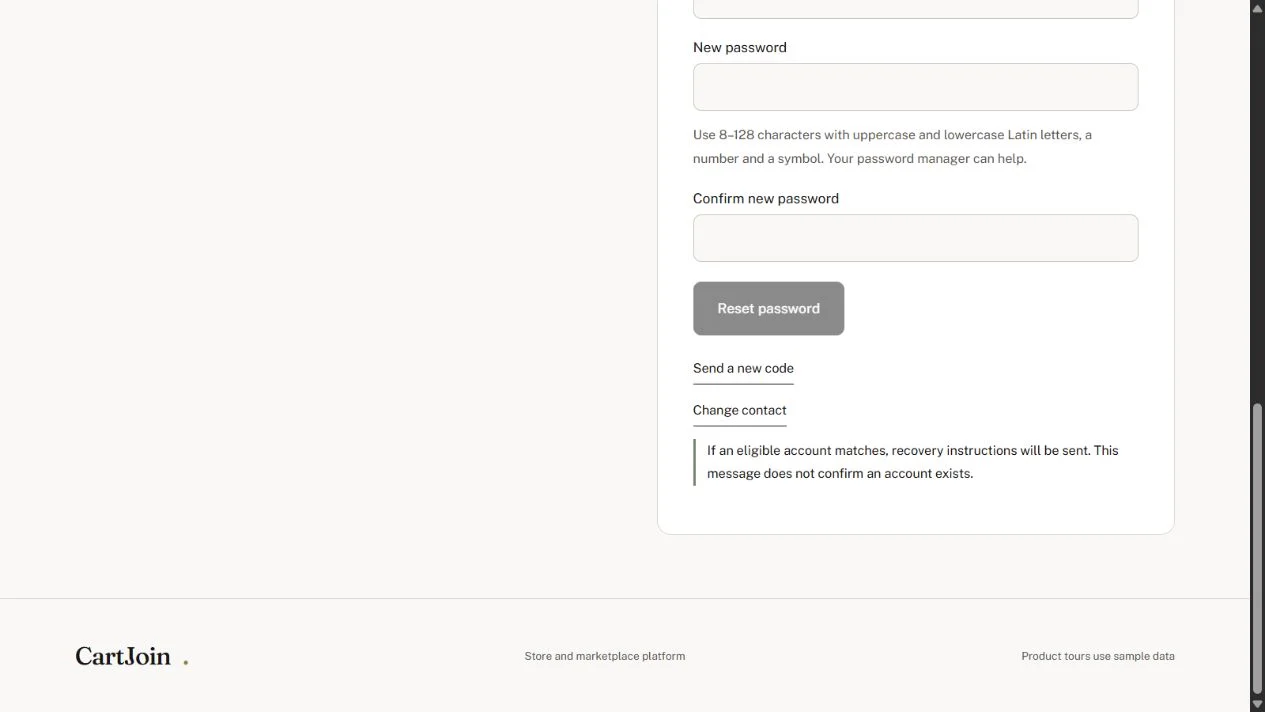 New password
Use 8–128 characters with uppercase and lowercase Latin letters, a
number and a symbol. Your password manager can help.
Confirm new password
Reset password
Send a new code
Change contact
If an eligible account matches, recovery instructions will be sent. This
message does not confirm an account exists.
CartJoin .
Store and marketplace platform
Product tours use sample data